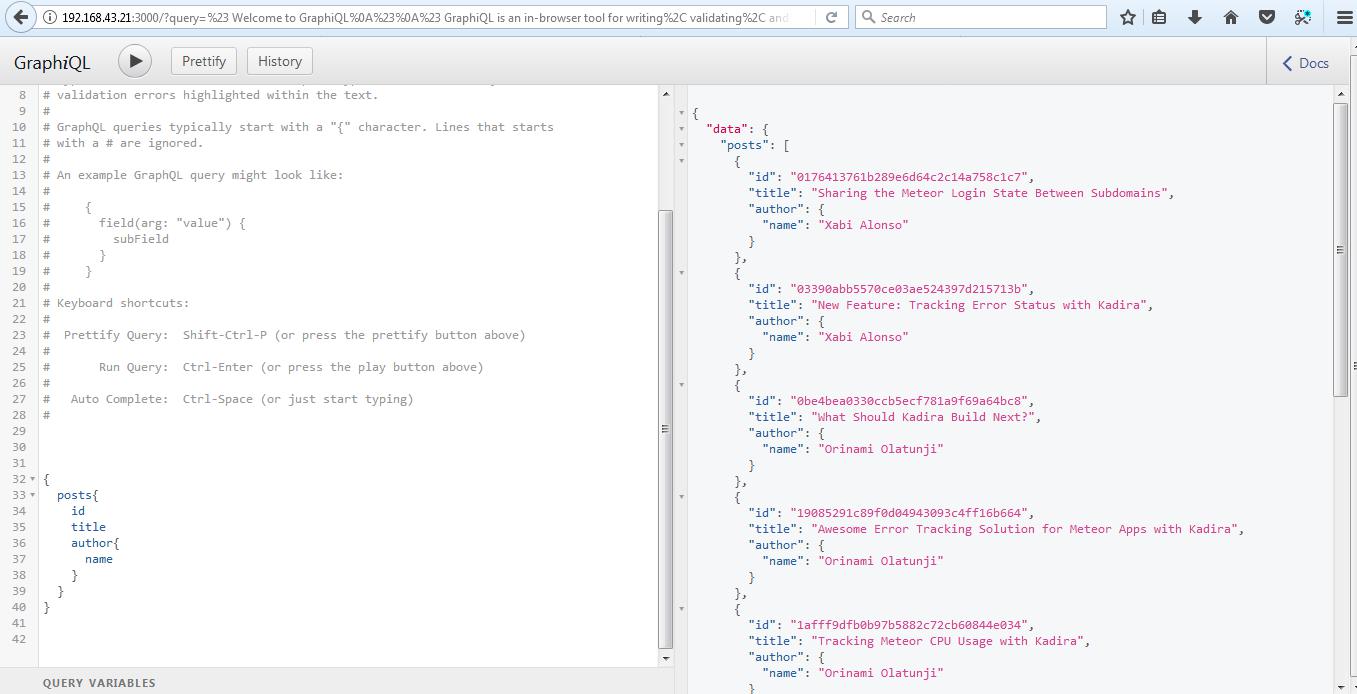 192.168.43.21:3000/?query=%23 Welcome to GraphiQL%0A%23%0A%23 GraphiQL is an in-browser tool for writing%2C validating%2C and
Search
GraphiQL
Prettify
History
Docs
8 # validation errors highlighted within the text.
9 #
10 # GraphQL queries typically start with a "{" character. Lines that starts
11 # with a # are ignored.
12 #
13 # An example GraphQL query might look like:
14 #
15 #     {
16 #       field(arg: "value") {
17 #         subField
18 #       }
19 #     }
20 #
21 # Keyboard shortcuts:
22 #
23 #  Prettify Query:  Shift-Ctrl-P (or press the prettify button above)
24 #
25 #       Run Query:  Ctrl-Enter (or press the play button above)
26 #
27 #   Auto Complete:  Ctrl-Space (or just start typing)
28 #
29
30
31
32 {
33   posts{
34     id
35     title
36     author{
37       name
38     }
39   }
40 }
41
42
QUERY VARIABLES
{
  "data": {
    "posts": [
      {
        "id": "0176413761b289e6d64c2c14a758c1c7",
        "title": "Sharing the Meteor Login State Between Subdomains",
        "author": {
          "name": "Xabi Alonso"
        }
      },
      {
        "id": "03390abb5570ce03ae524397d215713b",
        "title": "New Feature: Tracking Error Status with Kadira",
        "author": {
          "name": "Xabi Alonso"
        }
      },
      {
        "id": "0be4bea0330ccb5ecf781a9f69a64bc8",
        "title": "What Should Kadira Build Next?",
        "author": {
          "name": "Orinami Olatunji"
        }
      },
      {
        "id": "19085291c89f0d04943093c4ff16b664",
        "title": "Awesome Error Tracking Solution for Meteor Apps with Kadira",
        "author": {
          "name": "Orinami Olatunji"
        }
      },
      {
        "id": "1afff9dfb0b97b5882c72cb60844e034",
        "title": "Tracking Meteor CPU Usage with Kadira",
        "author": {
          "name": "Orinami Olatunji"
        }